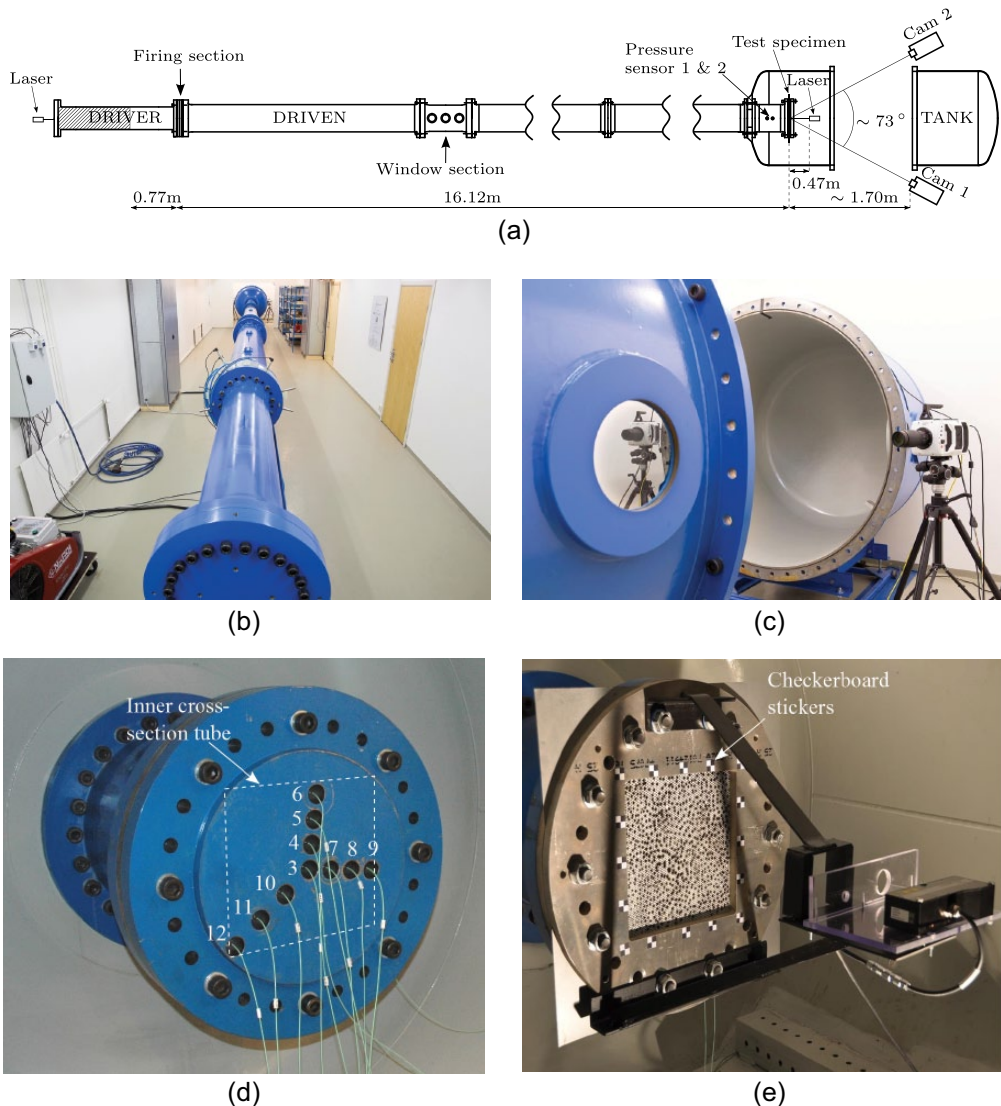 Cam 2
Test specimen
Pressure
sensor 1 & 2
Firing section
Laser
Laser
DRIVER
DRIVEN
TANK
~ 73°
Window section
Cam 1
0.47m
0.77m
16.12m
~ 1.70m
(a)
(b)
(c)
Inner cross-
section tube
6
5
4
3
7
8
9
10
11
12
Checkerboard
stickers
(d)
(e)